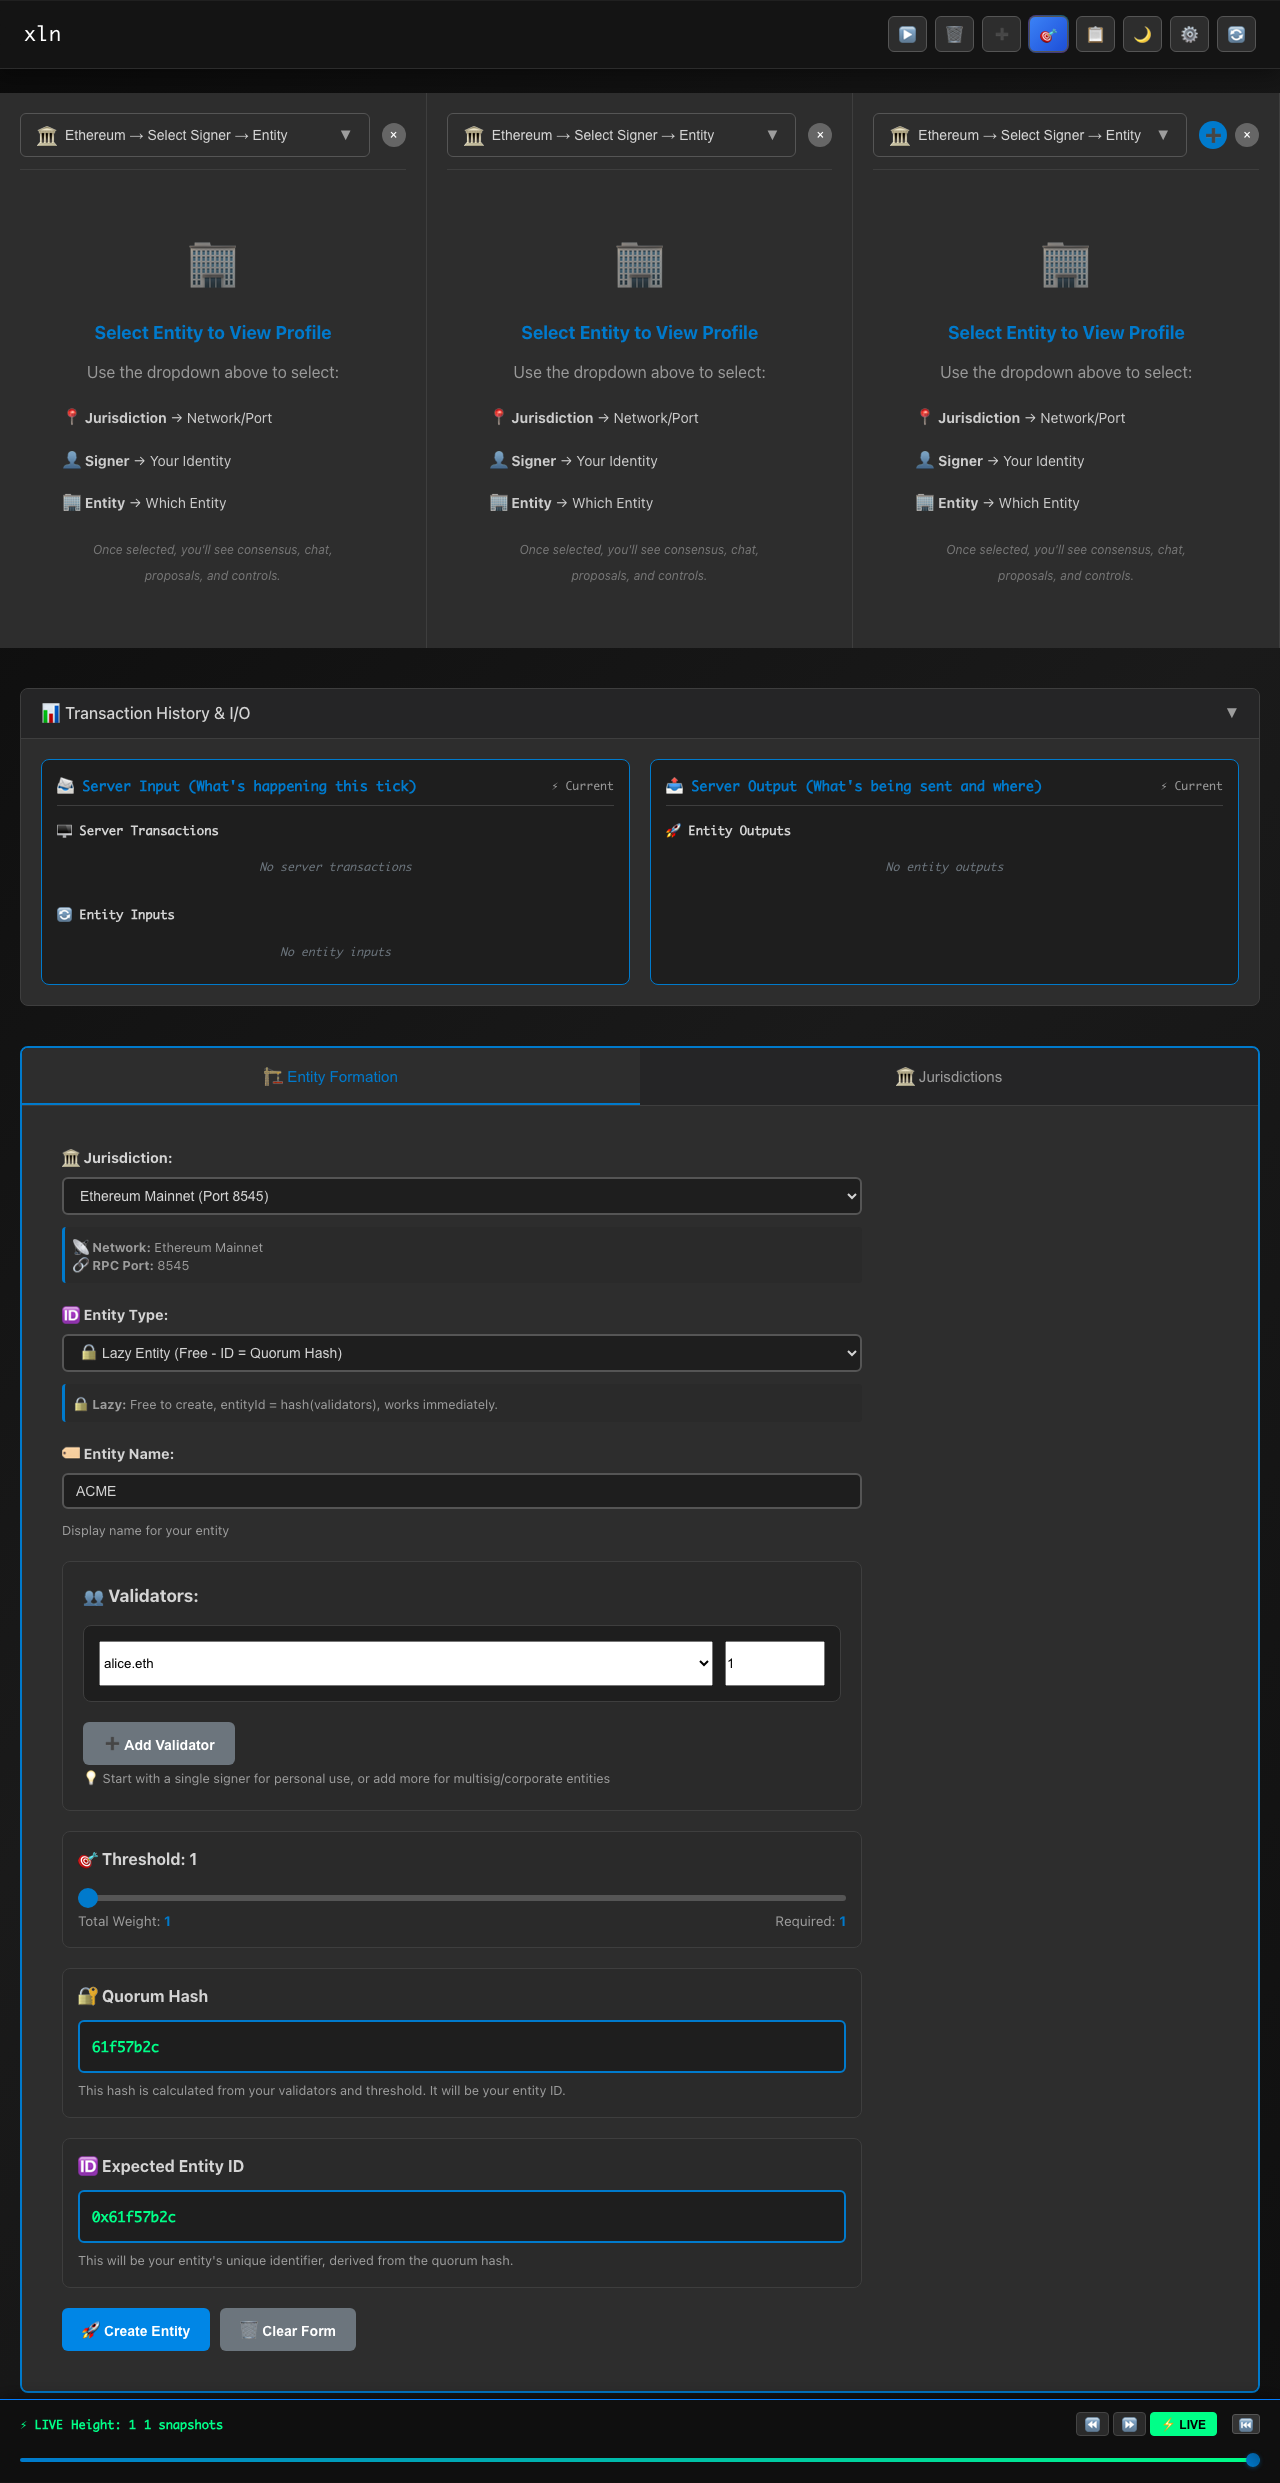 xln
Ethereum → Select Signer → Entity ▼ ×
Ethereum → Select Signer → Entity ▼ ×
Ethereum → Select Signer → Entity ▼ ×
Select Entity to View Profile
Use the dropdown above to select:
Jurisdiction → Network/Port
Signer → Your Identity
Entity → Which Entity
Once selected, you'll see consensus, chat,
proposals, and controls.
Select Entity to View Profile
Use the dropdown above to select:
Jurisdiction → Network/Port
Signer → Your Identity
Entity → Which Entity
Once selected, you'll see consensus, chat,
proposals, and controls.
Select Entity to View Profile
Use the dropdown above to select:
Jurisdiction → Network/Port
Signer → Your Identity
Entity → Which Entity
Once selected, you'll see consensus, chat,
proposals, and controls.
Transaction History & I/O ▼
Server Input (What's happening this tick) ⚡ Current
Server Transactions
No server transactions
Entity Inputs
No entity inputs
Server Output (What's being sent and where) ⚡ Current
Entity Outputs
No entity outputs
Entity Formation
Jurisdictions
Jurisdiction:
Ethereum Mainnet (Port 8545)
Network: Ethereum Mainnet
RPC Port: 8545
Entity Type:
Lazy Entity (Free - ID = Quorum Hash)
Lazy: Free to create, entityId = hash(validators), works immediately.
Entity Name:
ACME
Display name for your entity
Validators:
alice.eth 1
Add Validator
Start with a single signer for personal use, or add more for multisig/corporate entities
Threshold: 1
Total Weight: 1 Required: 1
Quorum Hash
61f57b2c
This hash is calculated from your validators and threshold. It will be your entity ID.
Expected Entity ID
0x61f57b2c
This will be your entity's unique identifier, derived from the quorum hash.
Create Entity Clear Form
⚡ LIVE Height: 1 1 snapshots ⚡ LIVE